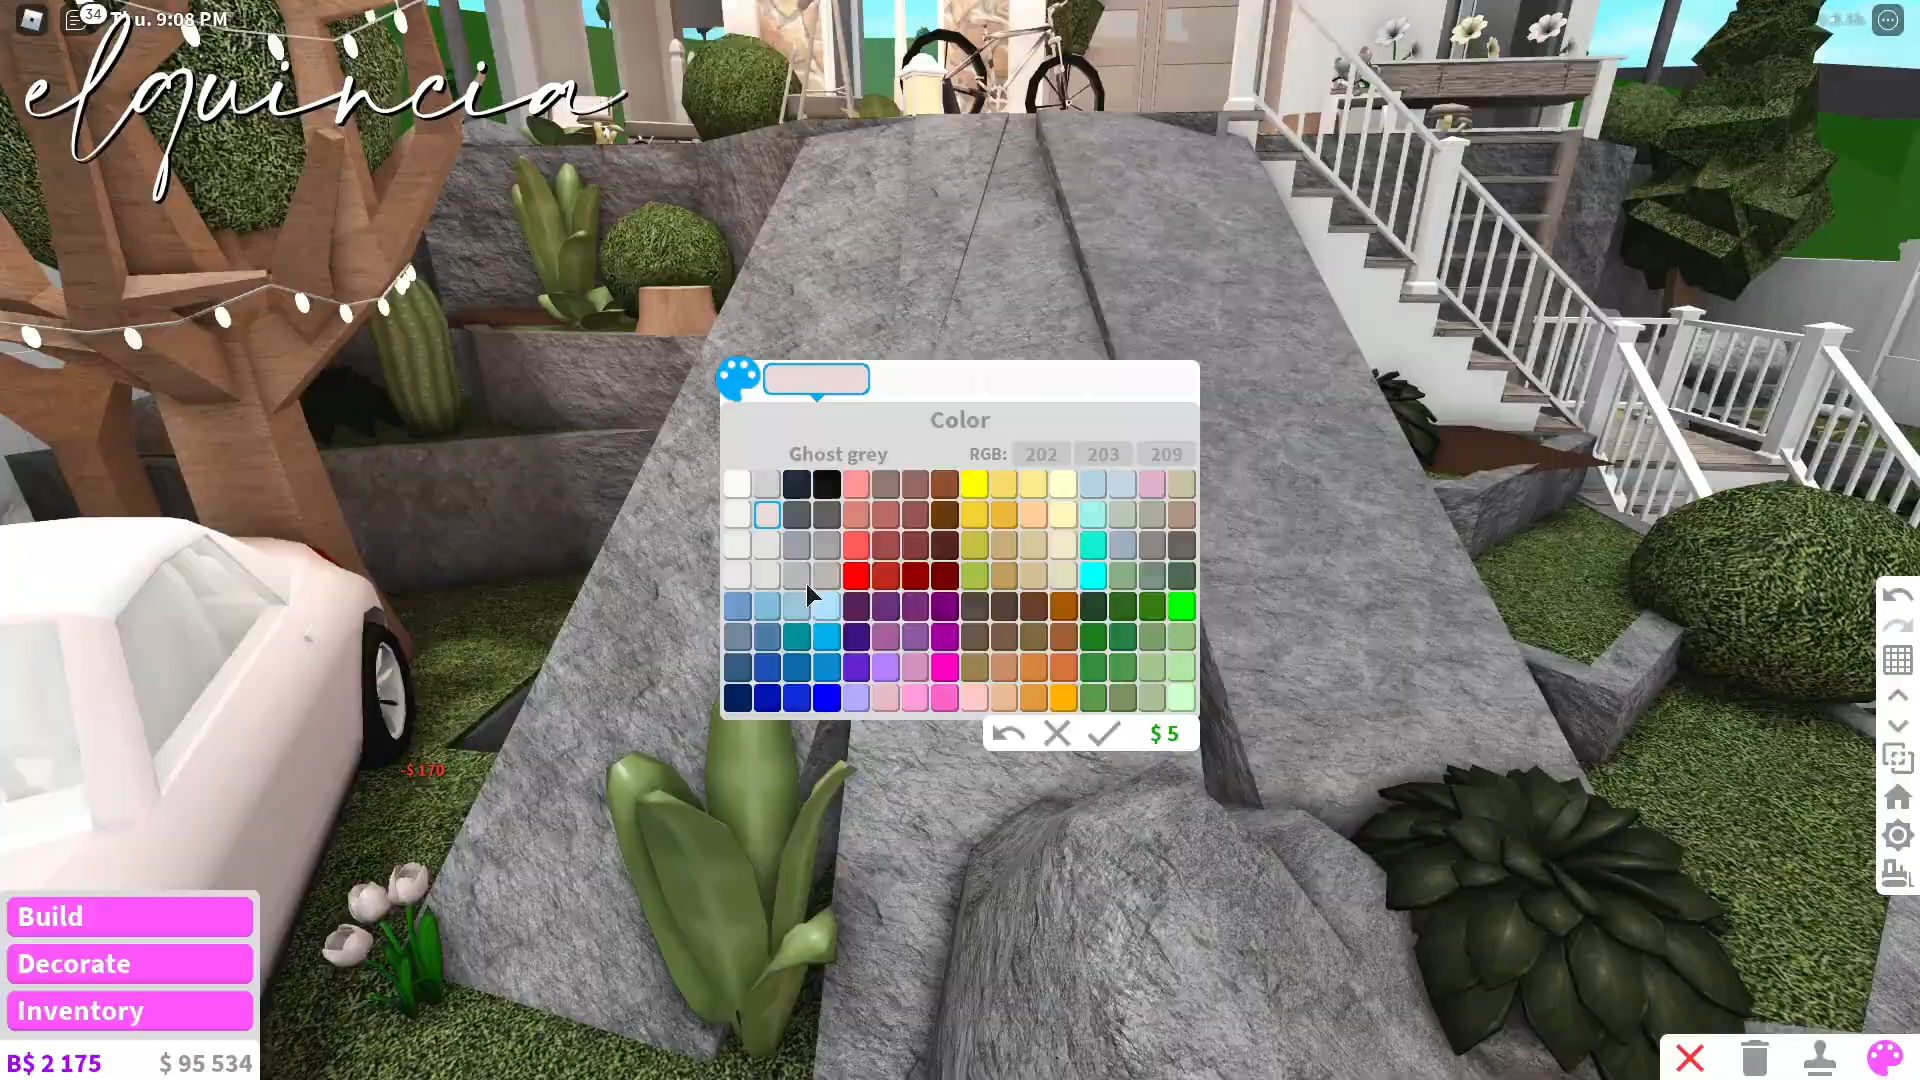 34
Thu. 9:08 PM
elquincia
Color
Ghost grey
RGB:
202
203
209
$ 5
-$ 170
Build
Decorate
Inventory
B$ 2 175
$ 95 534